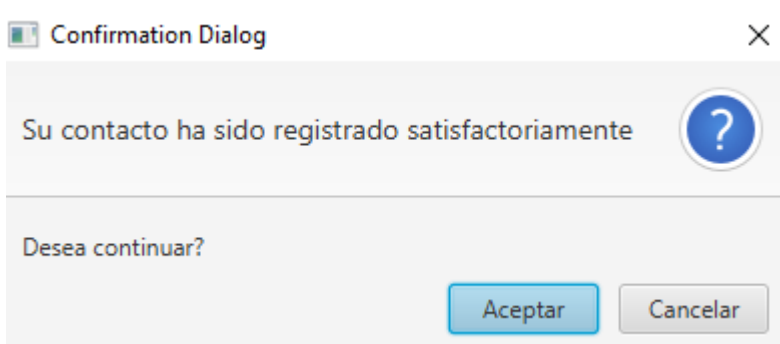 Confirmation Dialog
Su contacto ha sido registrado satisfactoriamente
?
Desea continuar?
Aceptar
Cancelar